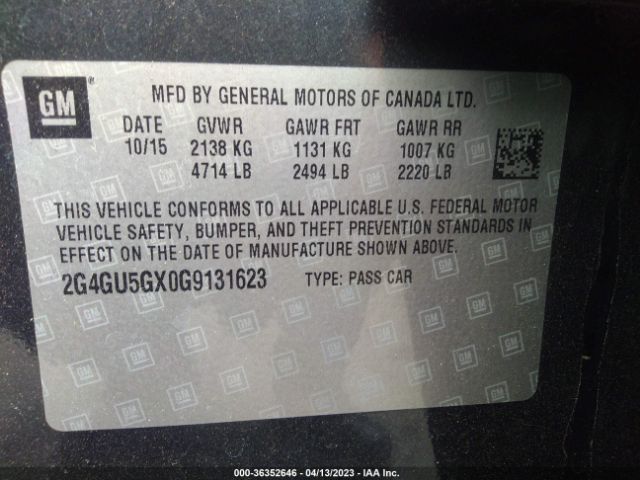 GM ®
MFD BY GENERAL MOTORS OF CANADA LTD.
DATE GVWR GAWR FRT GAWR RR
10/15 2138 KG 1131 KG 1007 KG
4714 LB 2494 LB 2220 LB
THIS VEHICLE CONFORMS TO ALL APPLICABLE U.S. FEDERAL MOTOR
VEHICLE SAFETY, BUMPER, AND THEFT PREVENTION STANDARDS IN
EFFECT ON THE DATE OF MANUFACTURE SHOWN ABOVE.
2G4GU5GX0G9131623 TYPE: PASS CAR
000-36352646 - 04/13/2023 - IAA Inc.